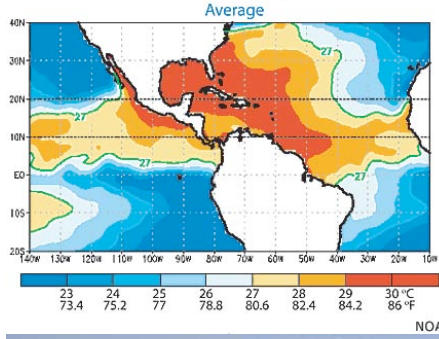 Average
40N
30N
20N
10N
EQ
10S
20S
27
27
27
27
27
140W 130W 120W 110W 100W 90W 80W 70W 60W 50W 40W 30W 20W 10W
23 24 25 26 27 28 29 30 °C
73.4 75.2 77 78.8 80.6 82.4 84.2 86 °F
NOA